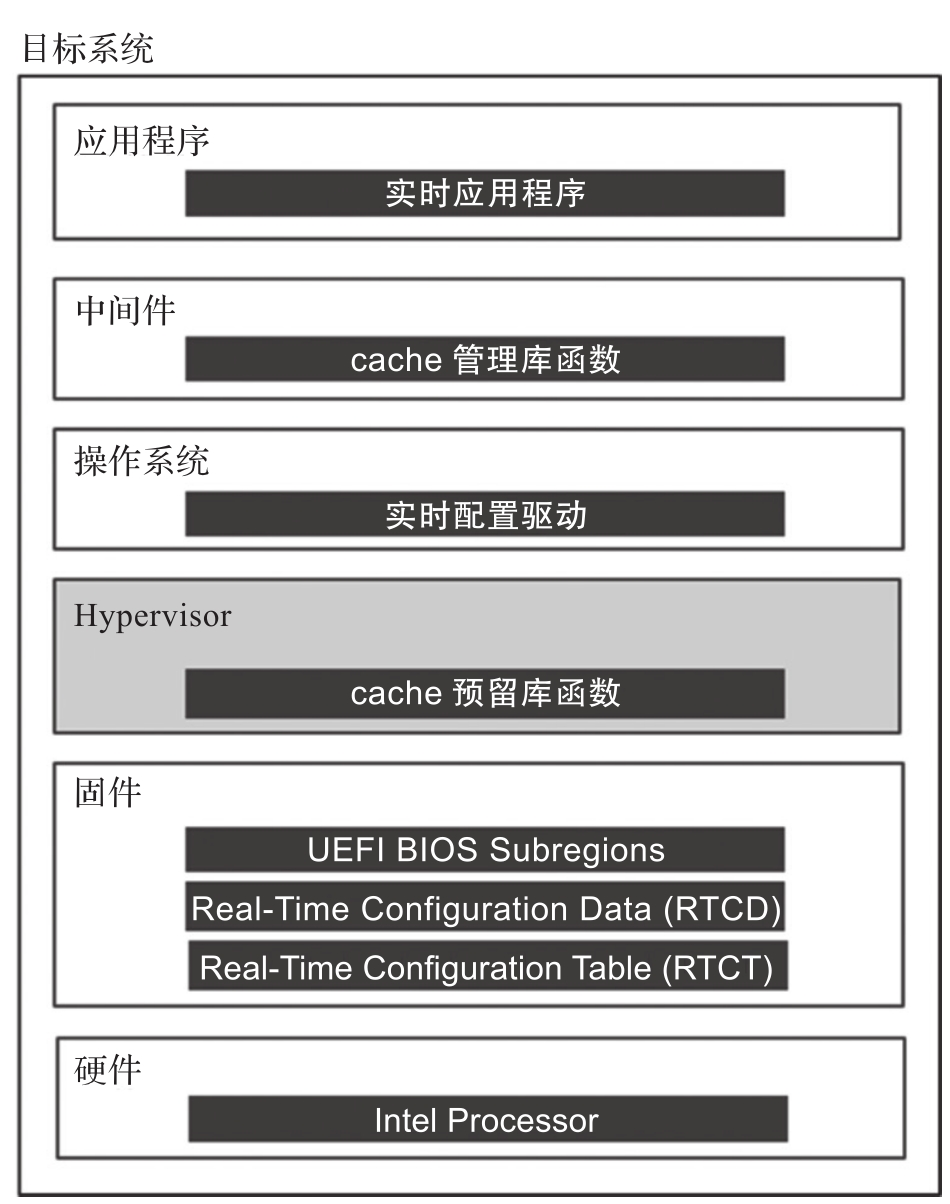 目标系统
应用程序
实时应用程序
中间件
cache 管理库函数
操作系统
实时配置驱动
Hypervisor
cache 预留库函数
固件
UEFI BIOS Subregions
Real-Time Configuration Data (RTCD)
Real-Time Configuration Table (RTCT)
硬件
Intel Processor